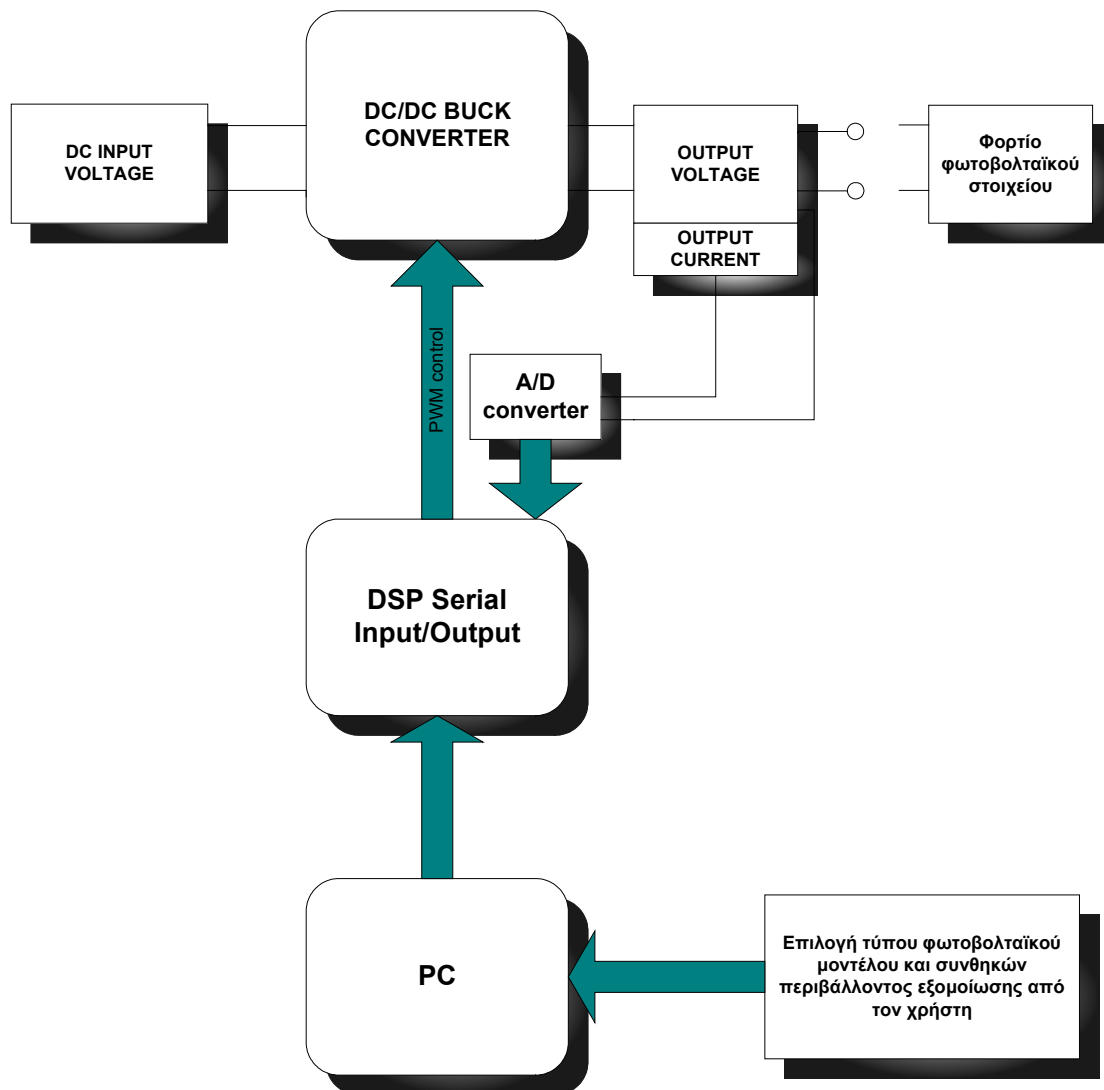 DC/DC BUCK
CONVERTER
DC INPUT
VOLTAGE
OUTPUT
VOLTAGE
Φορτίο
φωτοβολταϊκού
στοιχείου
OUTPUT
CURRENT
PWM control
A/D
converter
DSP Serial
Input/Output
PC
Επιλογή τύπου φωτοβολταϊκού
μοντέλου και συνθηκών
περιβάλλοντος εξομοίωσης από
τον χρήστη